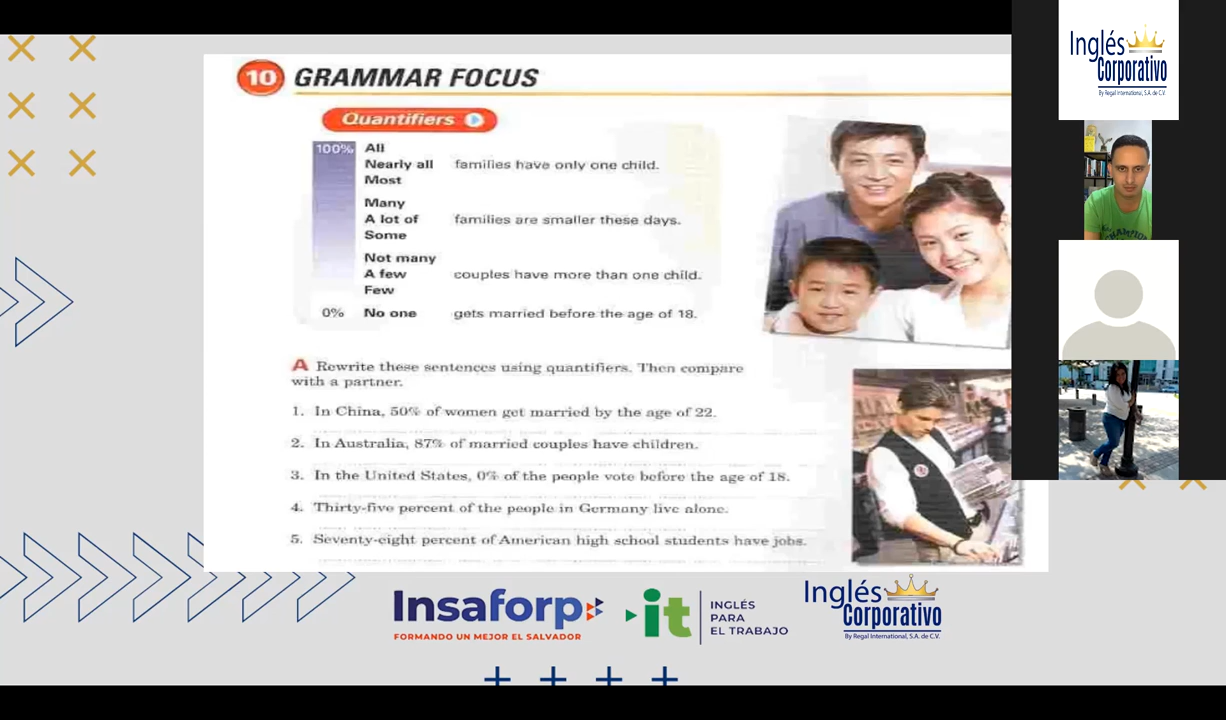 10 GRAMMAR FOCUS
Quantifiers
100% All
Nearly all families have only one child.
Most
Many
A lot of families are smaller these days.
Some
Not many
A few couples have more than one child.
Few
0% No one gets married before the age of 18.
A Rewrite these sentences using quantifiers. Then compare
with a partner.
1. In China, 50% of women get married by the age of 22.
2. In Australia, 87% of married couples have children.
3. In the United States, 0% of the people vote before the age of 18.
4. Thirty-five percent of the people in Germany live alone.
5. Seventy-eight percent of American high school students have jobs.
Insaforp
FORMANDO UN MEJOR EL SALVADOR
it
INGLÉS
PARA
EL TRABAJO
Inglés
Corporativo
By Regal International, S.A. de C.V.
Inglés
Corporativo
By Regal International, S.A. de C.V.
CHAMPION